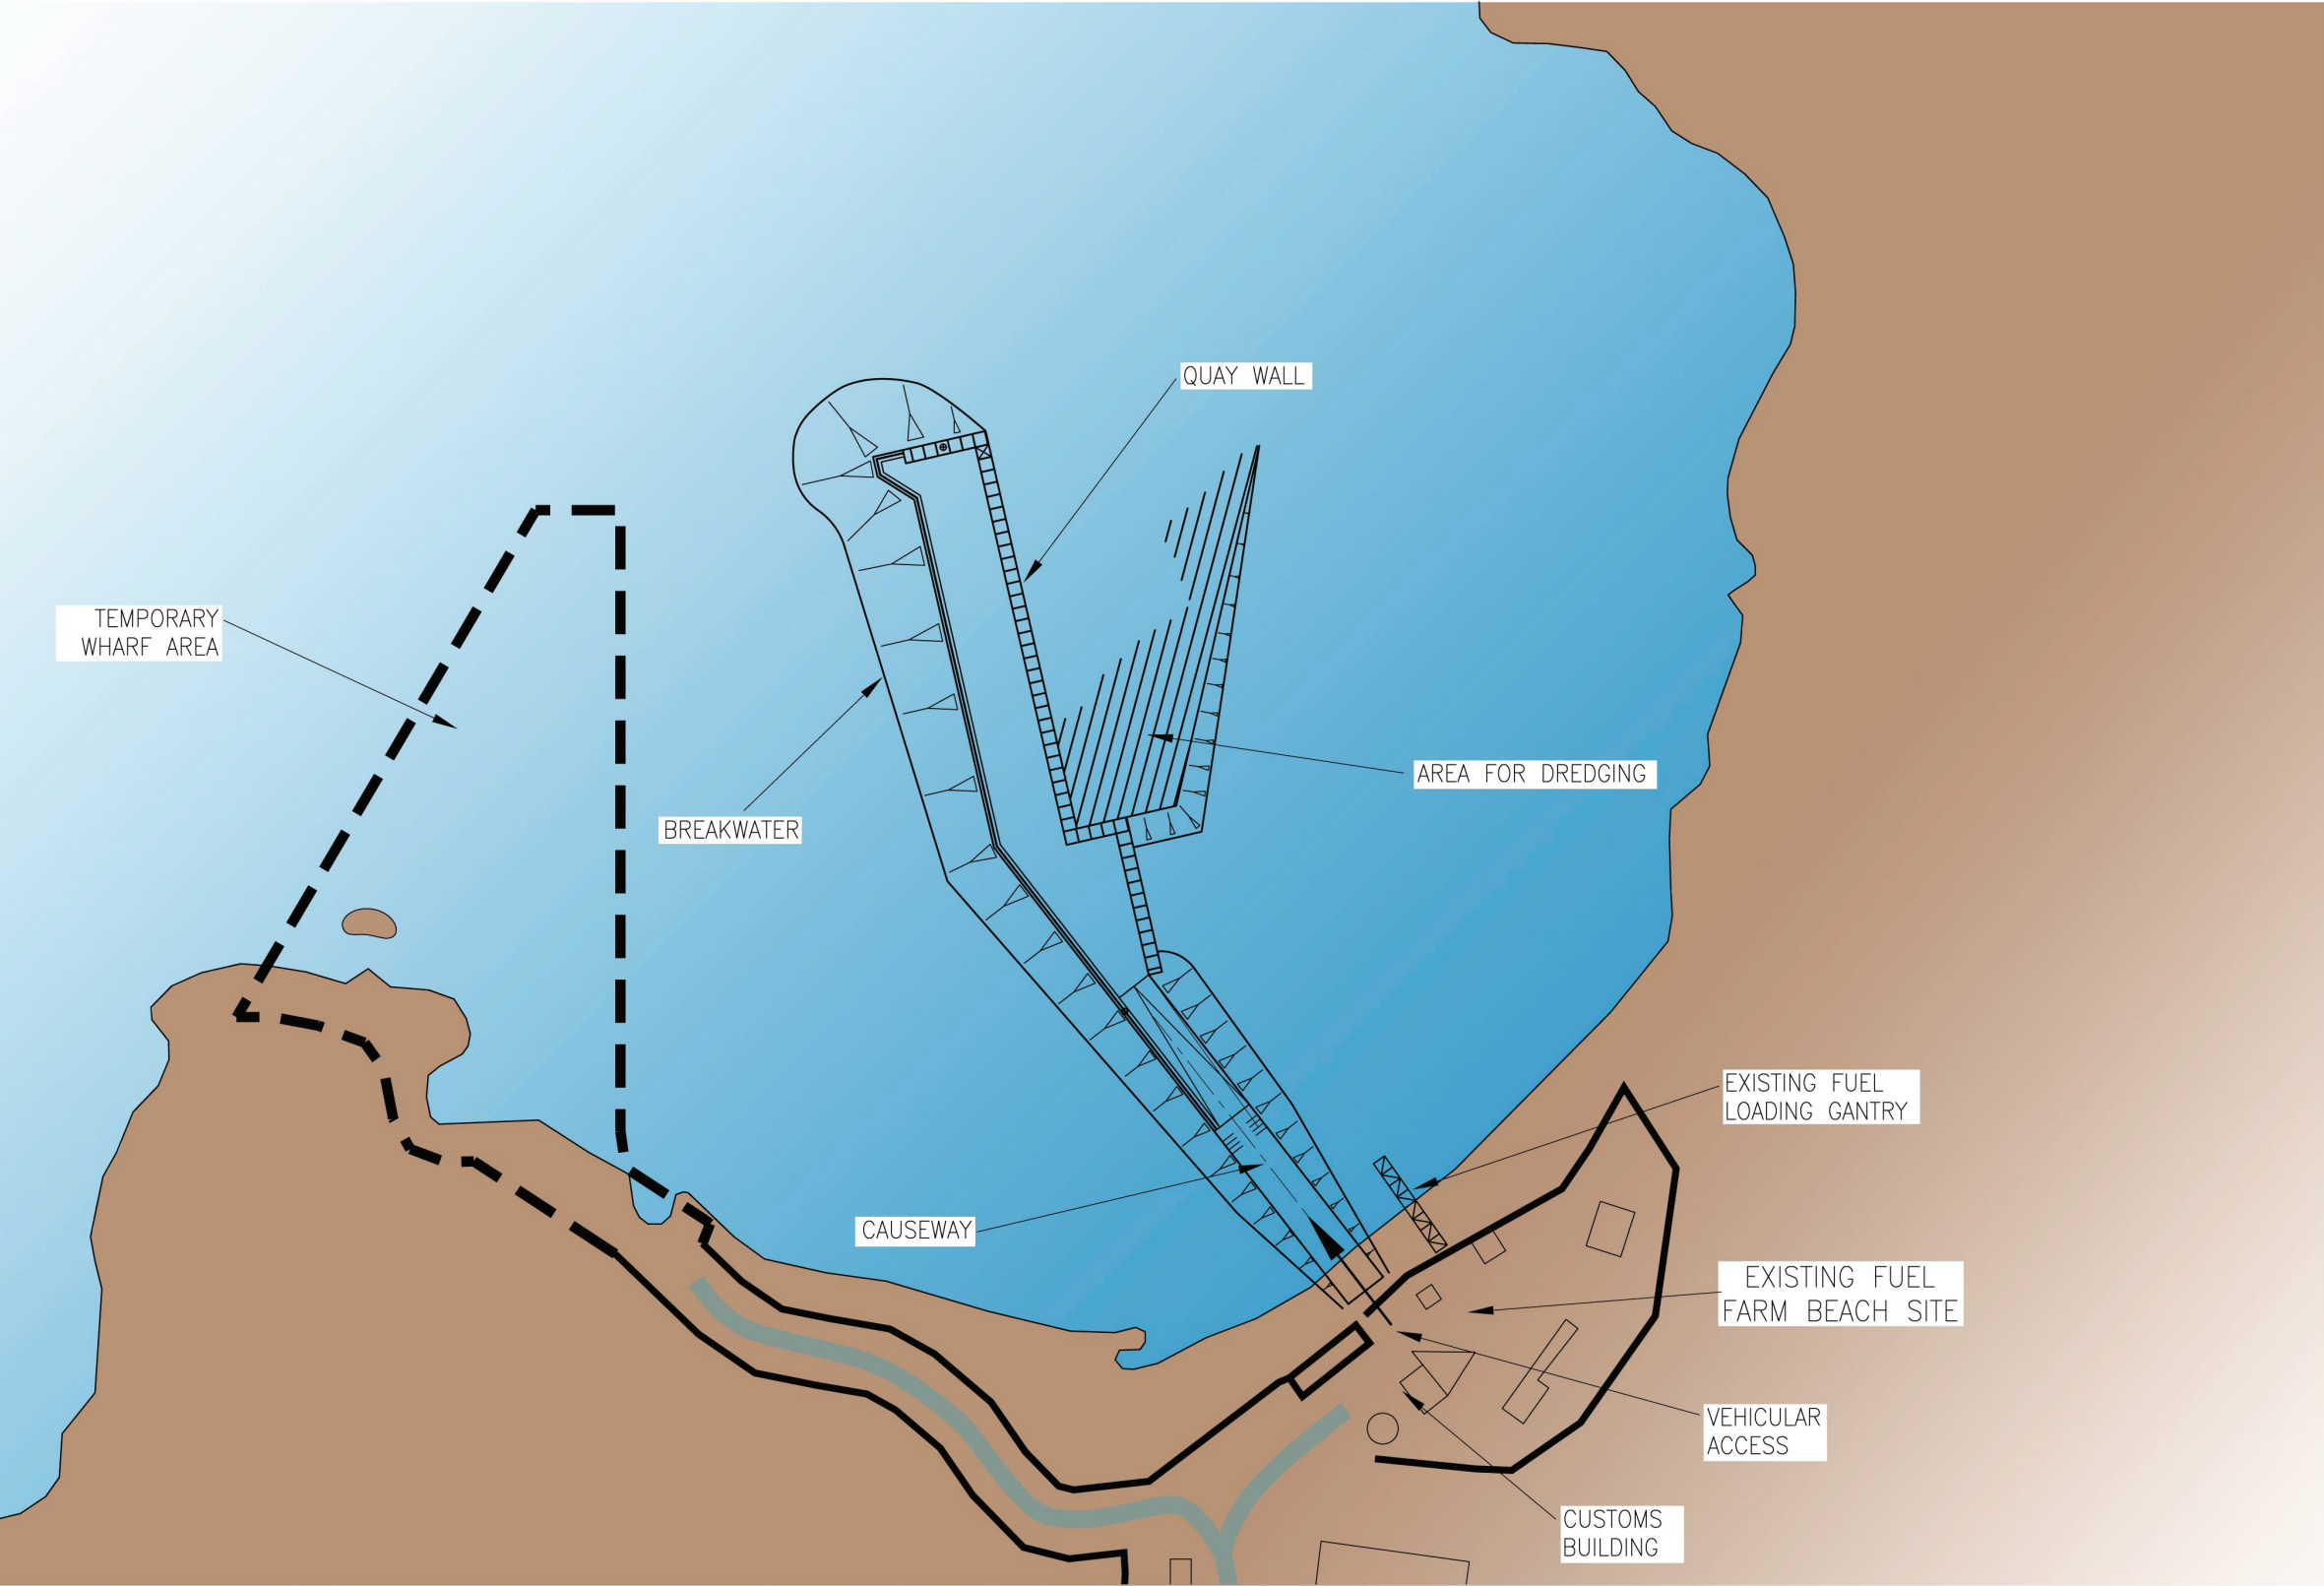 QUAY WALL
TEMPORARY
WHARF AREA
AREA FOR DREDGING
BREAKWATER
EXISTING FUEL
LOADING GANTRY
CAUSEWAY
EXISTING FUEL
FARM BEACH SITE
VEHICULAR
ACCESS
CUSTOMS
BUILDING